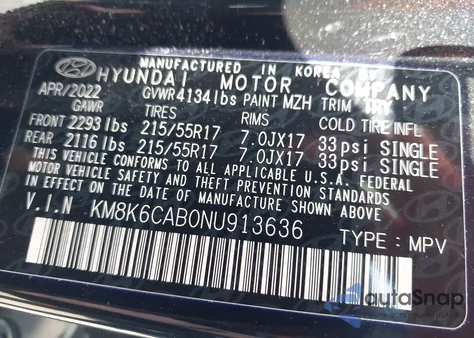 MANUFACTURED IN KOREA BY
HYUNDAI MOTOR COMPANY
APR/2022 GVWR 4134lbs PAINT MZH TRIM TRY
GAWR TIRES RIMS COLD TIRE INFL
FRONT 2293 lbs 215/55R17 7.0JX17 33psi SINGLE
REAR 2116 lbs 215/55R17 7.0JX17 33psi SINGLE
THIS VEHICLE CONFORMS TO ALL APPLICABLE U.S.A. FEDERAL
MOTOR VEHICLE SAFETY, BUMPER, AND THEFT PREVENTION STANDARDS
IN EFFECT ON THE DATE OF MANUFACTURE SHOWN ABOVE.
V.I.N KM8K6CAB0NU913636 TYPE : MPV
autoSnap